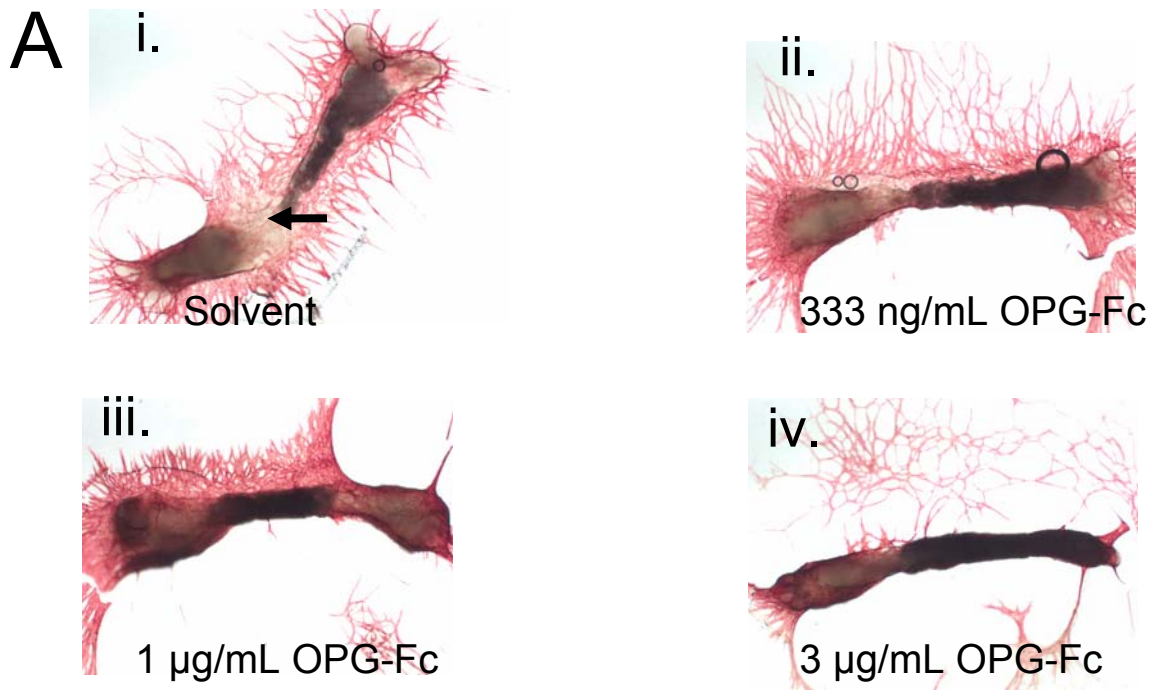 A
i.
Solvent
ii.
333 ng/mL OPG-Fc
iii.
1 µg/mL OPG-Fc
iv.
3 µg/mL OPG-Fc